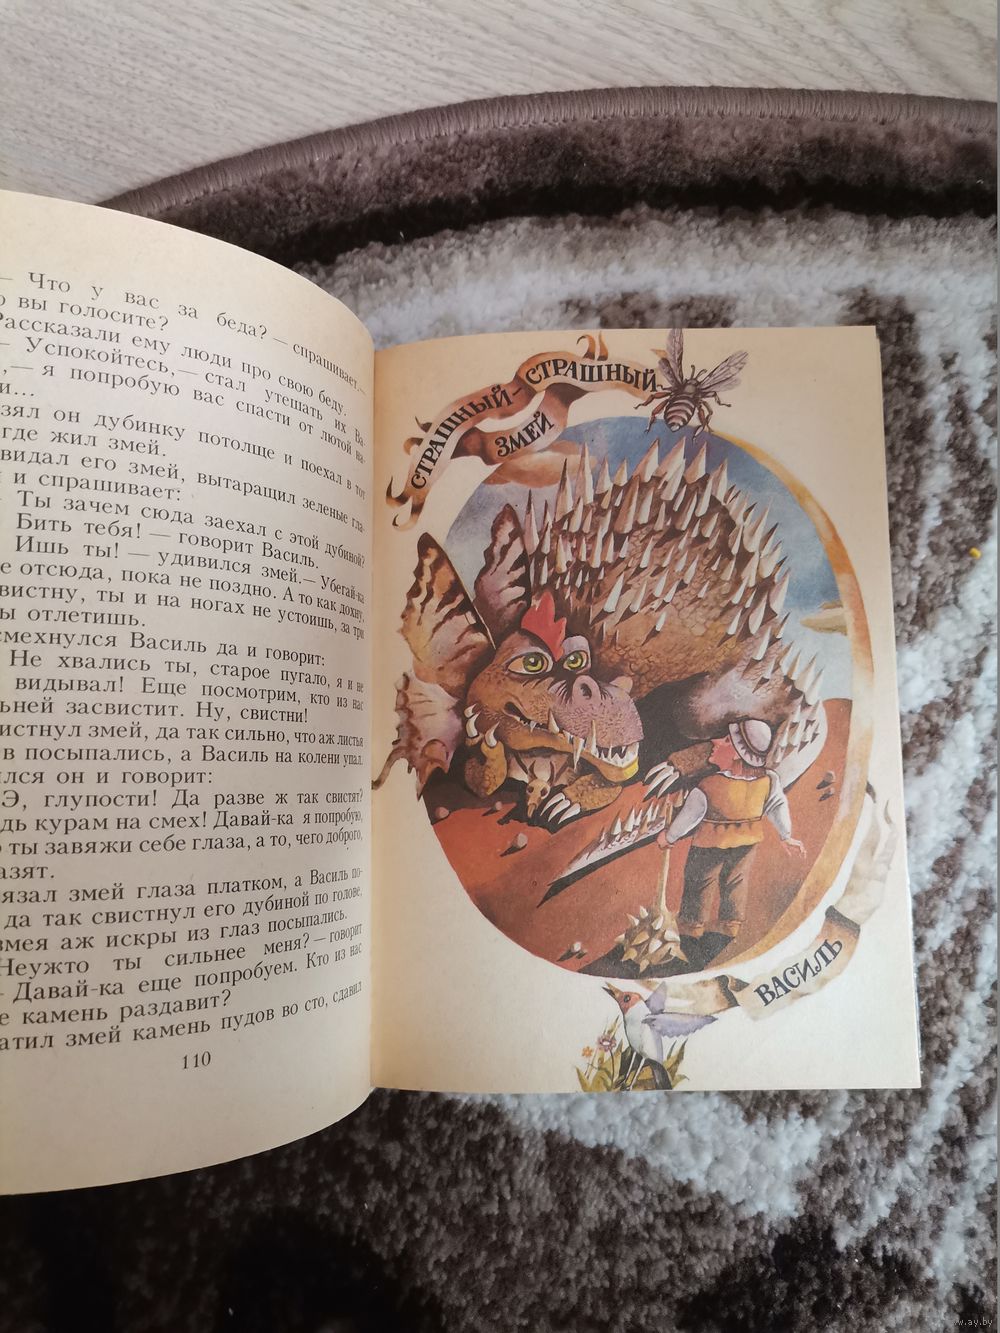 — Что у вас за беда? — спрашивает,—
о вы голосите?
Рассказали ему люди про свою беду.
— Успокойтесь,— стал утешать их Ва-
,— я попробую вас спасти от лютой на-
и...
зял он дубинку потолще и поехал в тот
где жил змей.
видал его змей, вытаращил зеленые гла-
и спрашивает:
— Ты зачем сюда заехал с этой дубиной?
Бить тебя! — говорит Василь.
Ишь ты! — удивился змей.— Убегай-ка
е отсюда, пока не поздно. А то как дохну,
свистну, ты и на ногах не устоишь, за три
ы отлетишь.
смехнулся Василь да и говорит:
Не хвались ты, старое пугало, я и не
видывал! Еще посмотрим, кто из нас
льней засвистит. Ну, свистни!
истнул змей, да так сильно, что аж листья
в посыпались, а Василь на колени упал.
ился он и говорит:
Э, глупости! Да разве ж так свистят?
дь курам на смех! Давай-ка я попробую,
о ты завяжи себе глаза, а то, чего доброго,
азят.
язал змей глаза платком, а Василь по-
да так свистнул его дубиной по голове,
змея аж искры из глаз посыпались.
Неужто ты сильнее меня? — говорит
— Давай-ка еще попробуем. Кто из нас
е камень раздавит?
атил змей камень пудов во сто, сдавил
110
СТРАШНЫЙ-СТРАШНЫЙ
ЗМЕЙ
ВАСИЛЬ
ay.by